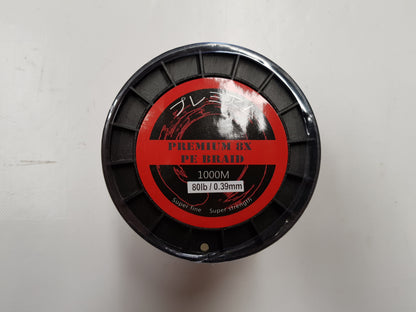 プレミアム
PREMIUM 8X
PE BRAID
1000M
80lb / 0.39mm
Super fine Super strength